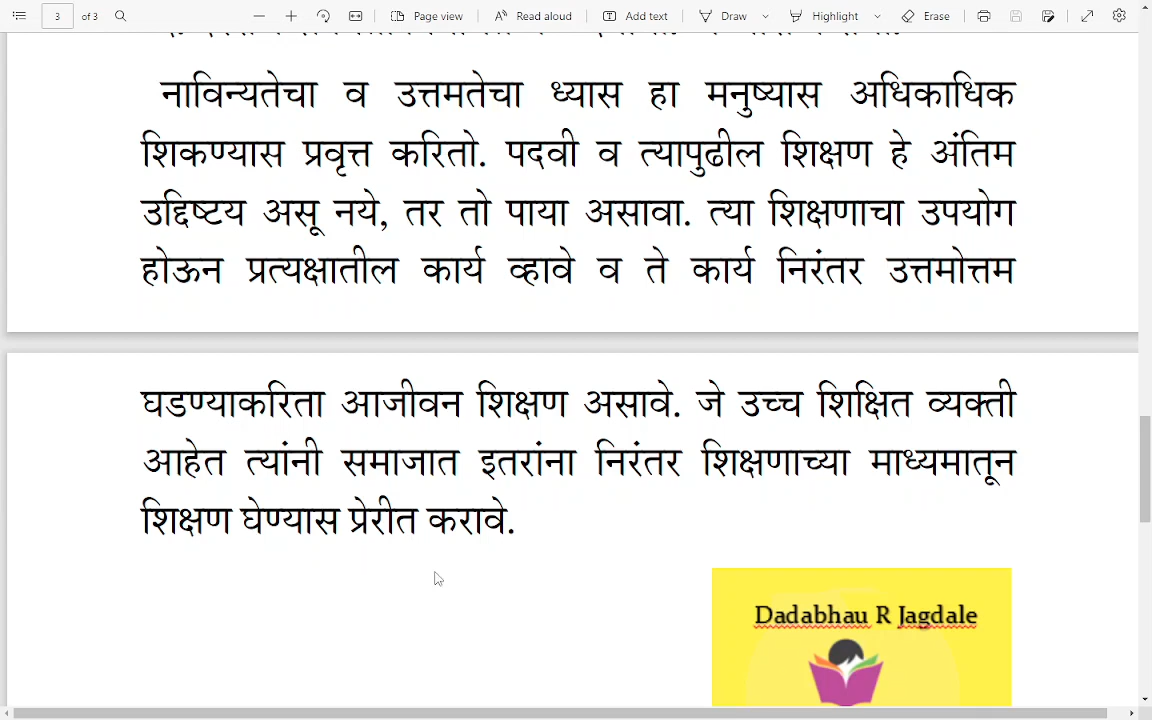 3 of 3 Page view Read aloud Add text Draw Highlight Erase
नाविन्यतेचा व उत्तमतेचा ध्यास हा मनुष्यास अधिकाधिक
शिकण्यास प्रवृत्त करितो. पदवी व त्यापुढील शिक्षण हे अंतिम
उद्दिष्टय असू नये, तर तो पाया असावा. त्या शिक्षणाचा उपयोग
होऊन प्रत्यक्षातील कार्य व्हावे व ते कार्य निरंतर उत्तमोत्तम
घडण्याकरिता आजीवन शिक्षण असावे. जे उच्च शिक्षित व्यक्ती
आहेत त्यांनी समाजात इतरांना निरंतर शिक्षणाच्या माध्यमातून
शिक्षण घेण्यास प्रेरीत करावे.
Dadabhau R Jagdale